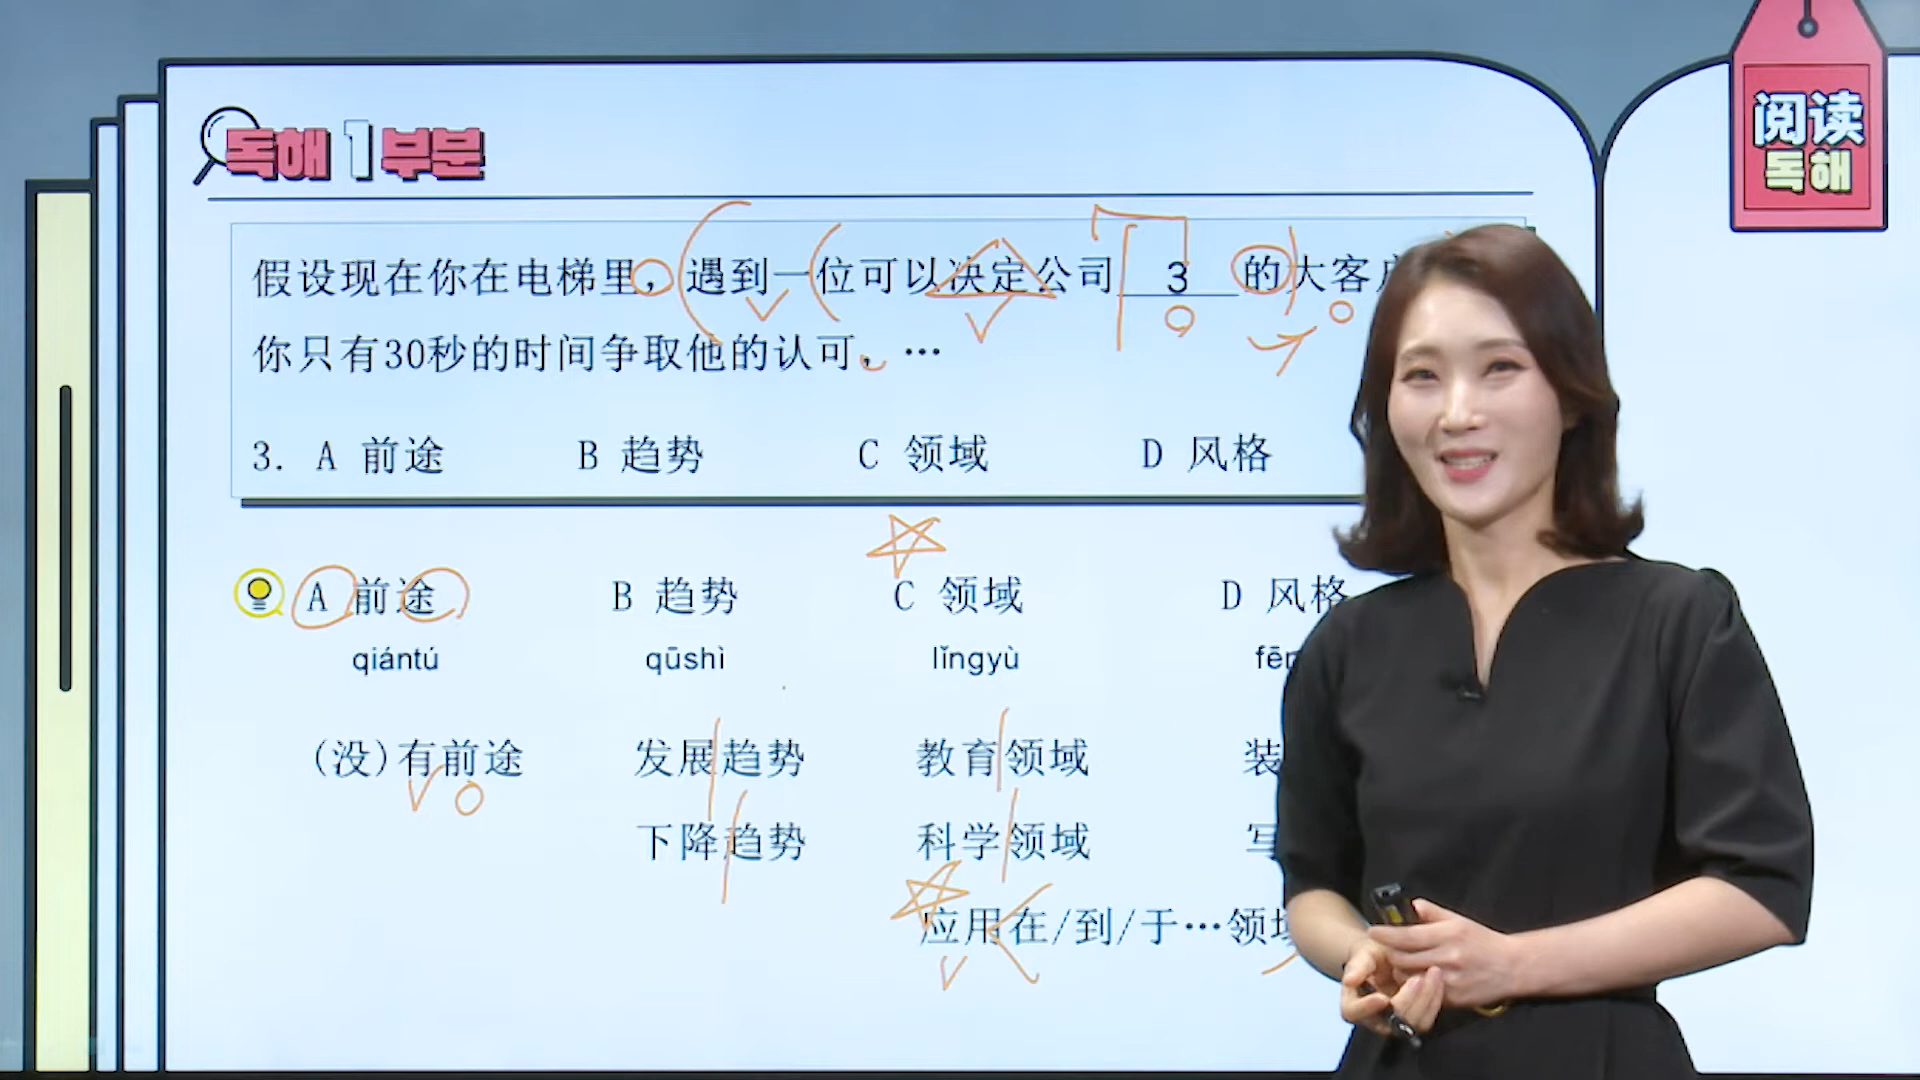 阅读
독해
독해 1 부분
假设现在你在电梯里，遇到一位可以决定公司 3 的大客
你只有30秒的时间争取他的认可，…
3. A 前途 B 趋势 C 领域 D 风格
A 前途 B 趋势 C 领域 D 风格
qiántú qūshì lǐngyù
(没)有前途 发展趋势 教育领域 装
下降趋势 科学领域 写
应用在/到/于…领域